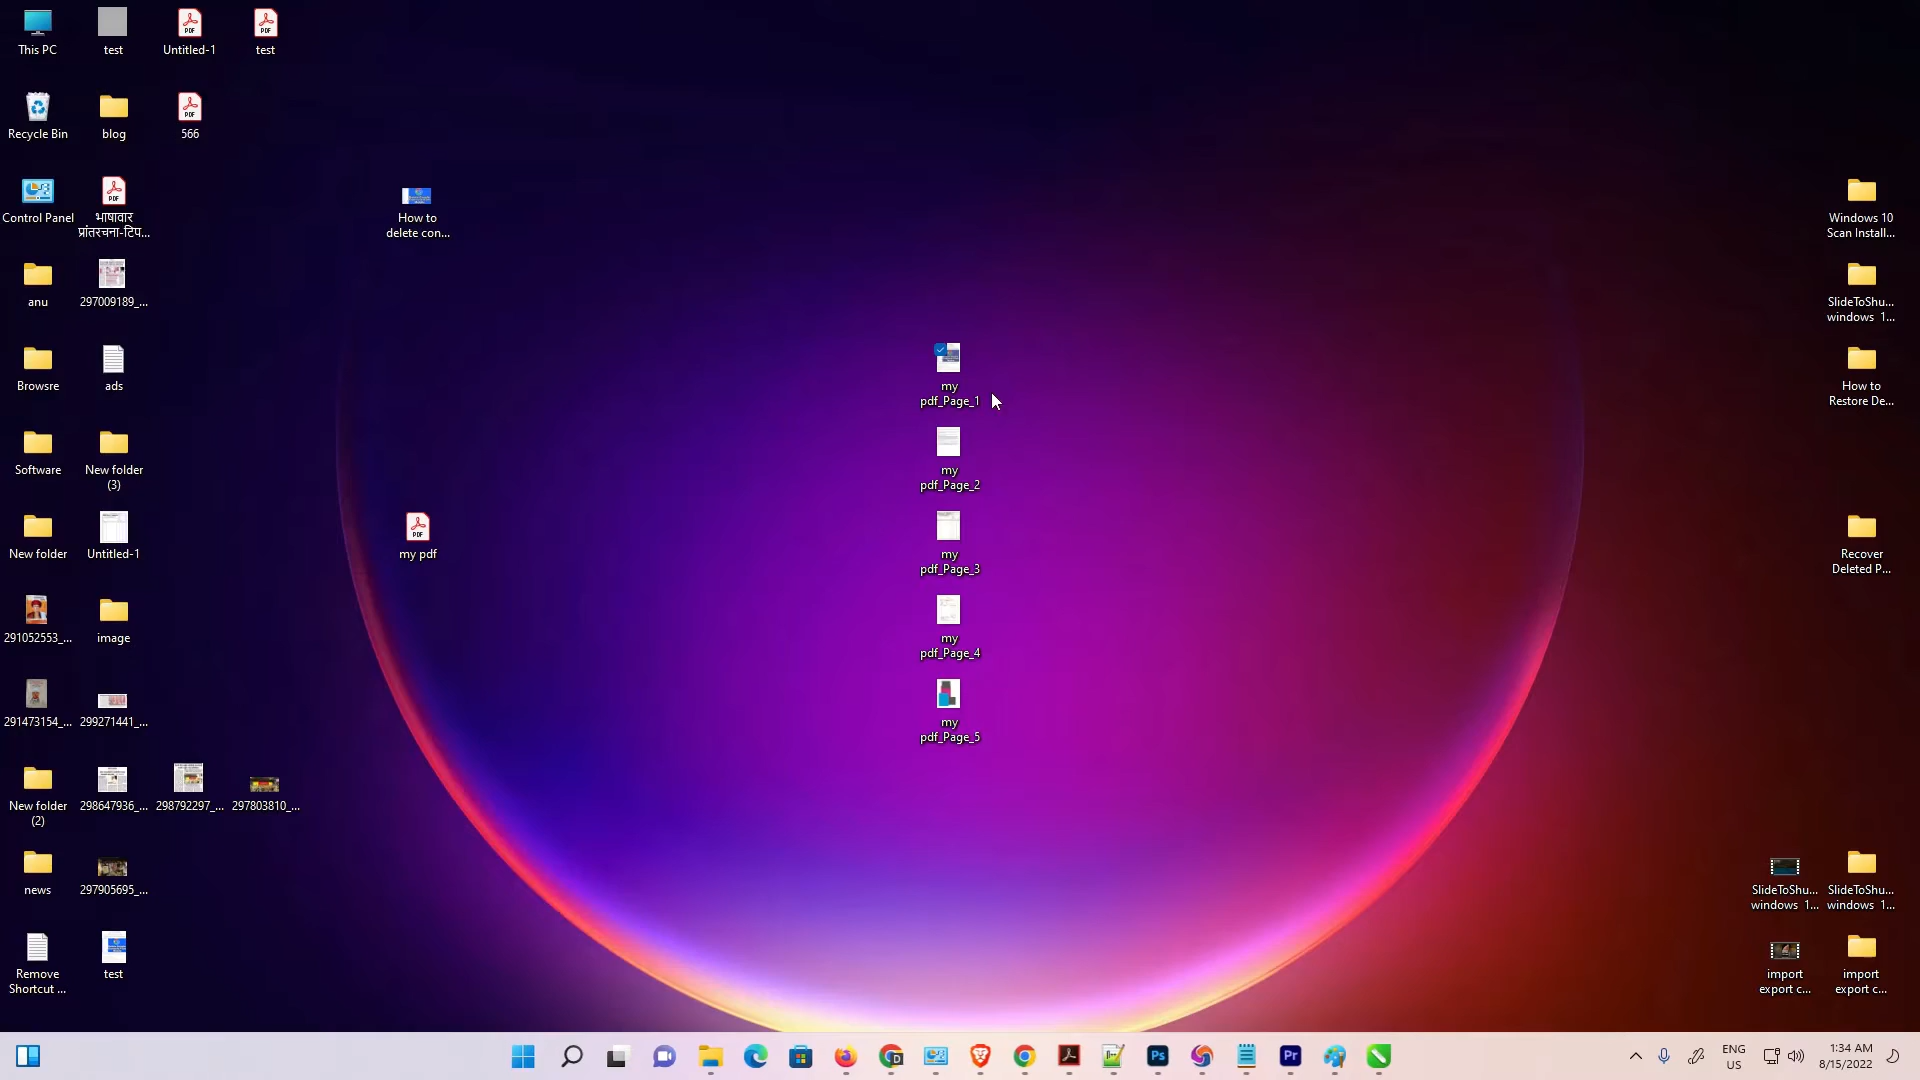 This PC
test
Untitled-1
test
Recycle Bin
blog
566
Control Panel
भाषावार
प्रांतरचना-टिप...
How to
delete con...
Windows 10
Scan Install...
anu
297009189_...
SlideToShu...
windows 1...
Browsre
ads
my
pdf_Page_1
How to
Restore De...
Software
New folder
(3)
my
pdf_Page_2
New folder
Untitled-1
my pdf
my
pdf_Page_3
Recover
Deleted P...
291052553_...
image
my
pdf_Page_4
291473154_...
299271441_...
my
pdf_Page_5
New folder
(2)
298647936_...
298792297_...
297803810_...
news
297905695_...
SlideToShu...
windows 1...
SlideToShu...
windows 1...
Remove
Shortcut ...
test
import
export c...
import
export c...
ENG
US
1:34 AM
8/15/2022